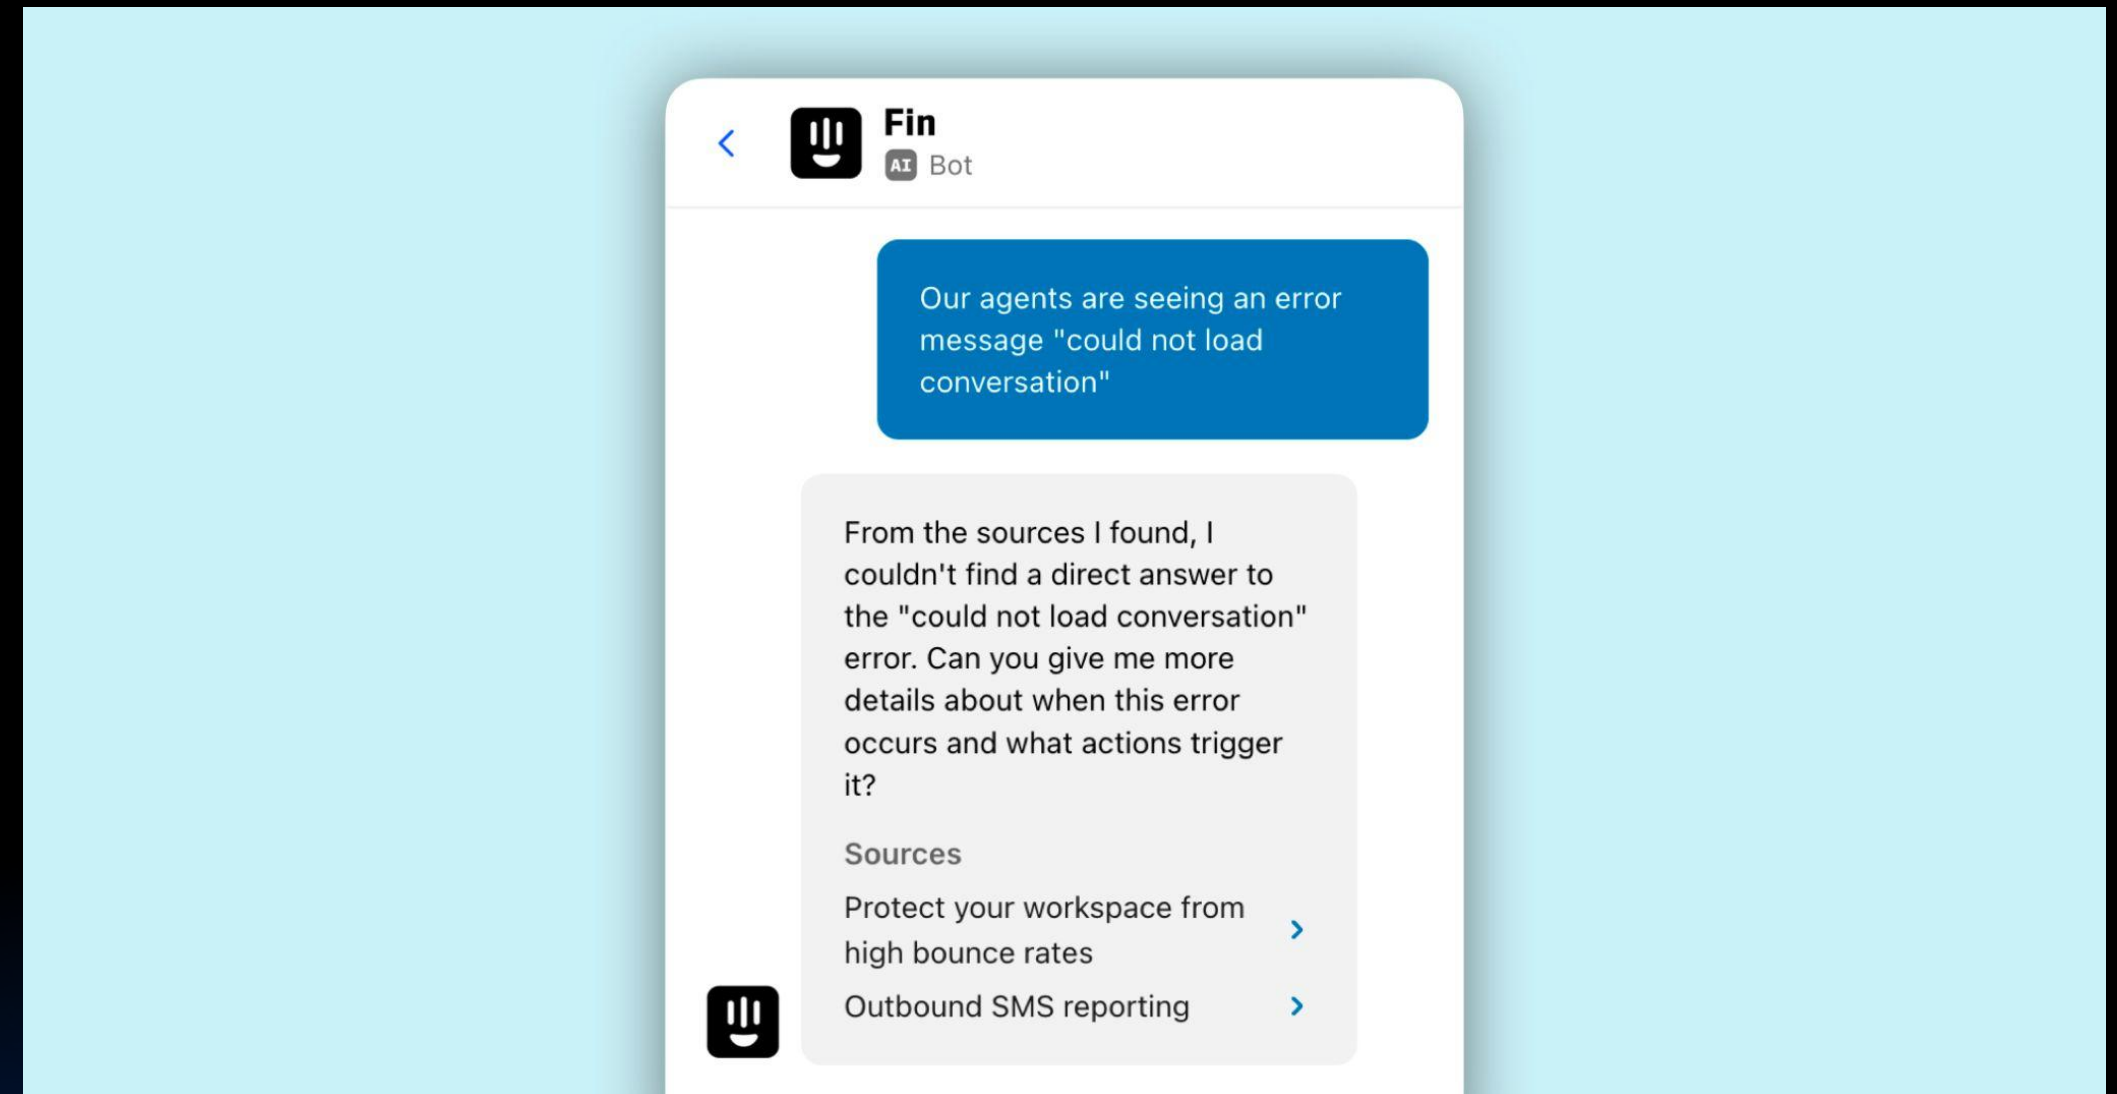 Fin
AI Bot
Our agents are seeing an error
message "could not load
conversation"
From the sources I found, I
couldn't find a direct answer to
the "could not load conversation"
error. Can you give me more
details about when this error
occurs and what actions trigger
it?
Sources
Protect your workspace from
high bounce rates
Outbound SMS reporting